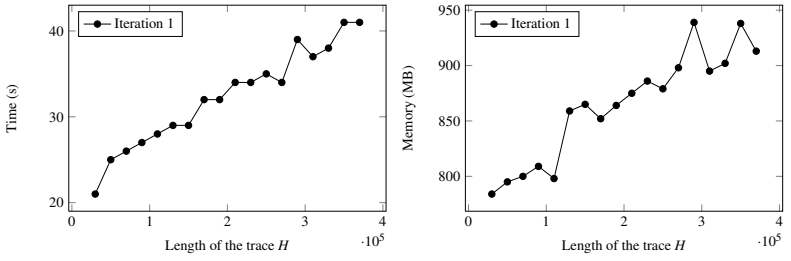 Iteration 1
Time (s)
40
30
20
0 1 2 3 4
·10^5
Length of the trace H
Iteration 1
Memory (MB)
950
900
850
800
0 1 2 3 4
·10^5
Length of the trace H